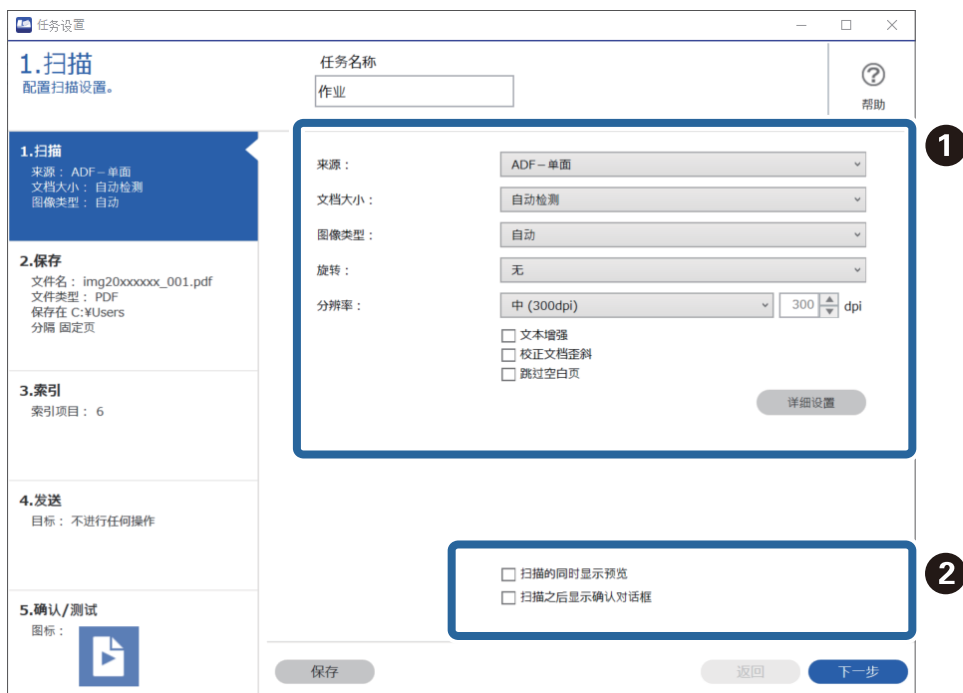 任务设置
1.扫描
配置扫描设置。
任务名称
作业
帮助
1.扫描
来源： ADF－单面
文档大小： 自动检测
图像类型： 自动
2.保存
文件名： img20xxxxxx_001.pdf
文件类型： PDF
保存在 C:¥Users
分隔 固定页
3.索引
索引项目： 6
4.发送
目标： 不进行任何操作
5.确认/测试
图标：
1
来源： ADF－单面
文档大小： 自动检测
图像类型： 自动
旋转： 无
分辨率： 中 (300dpi) 300 dpi
文本增强
校正文档歪斜
跳过空白页
详细设置
2
扫描的同时显示预览
扫描之后显示确认对话框
保存 返回 下一步